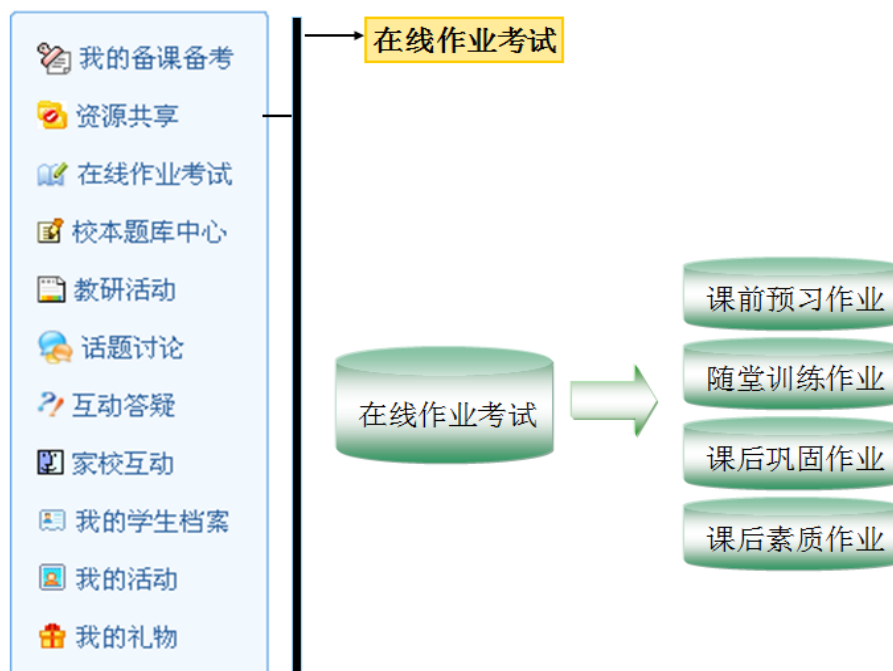 我的备课备考
资源共享
在线作业考试
校本题库中心
教研活动
话题讨论
互动答疑
家校互动
我的学生档案
我的活动
我的礼物
在线作业考试
在线作业考试
课前预习作业
随堂训练作业
课后巩固作业
课后素质作业